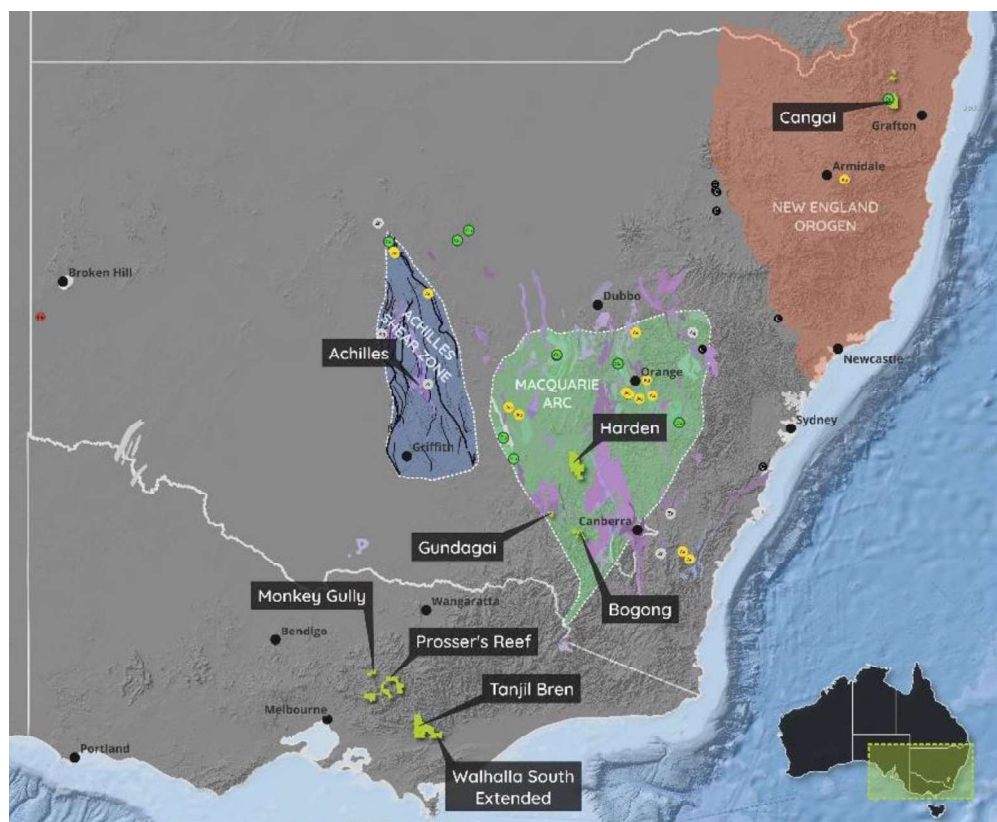 Cangai
Grafton
Armidale
NEW ENGLAND
OROGEN
Broken Hill
Dubbo
ACHILLES
SHEAR ZONE
Achilles
Newcastle
MACQUARIE
ARC
Orange
Harden
Sydney
Griffith
Canberra
Gundagai
Bogong
Monkey Gully
Wangaratta
Bendigo
Prosser's Reef
Tanjil Bren
Melbourne
Portland
Walhalla South
Extended